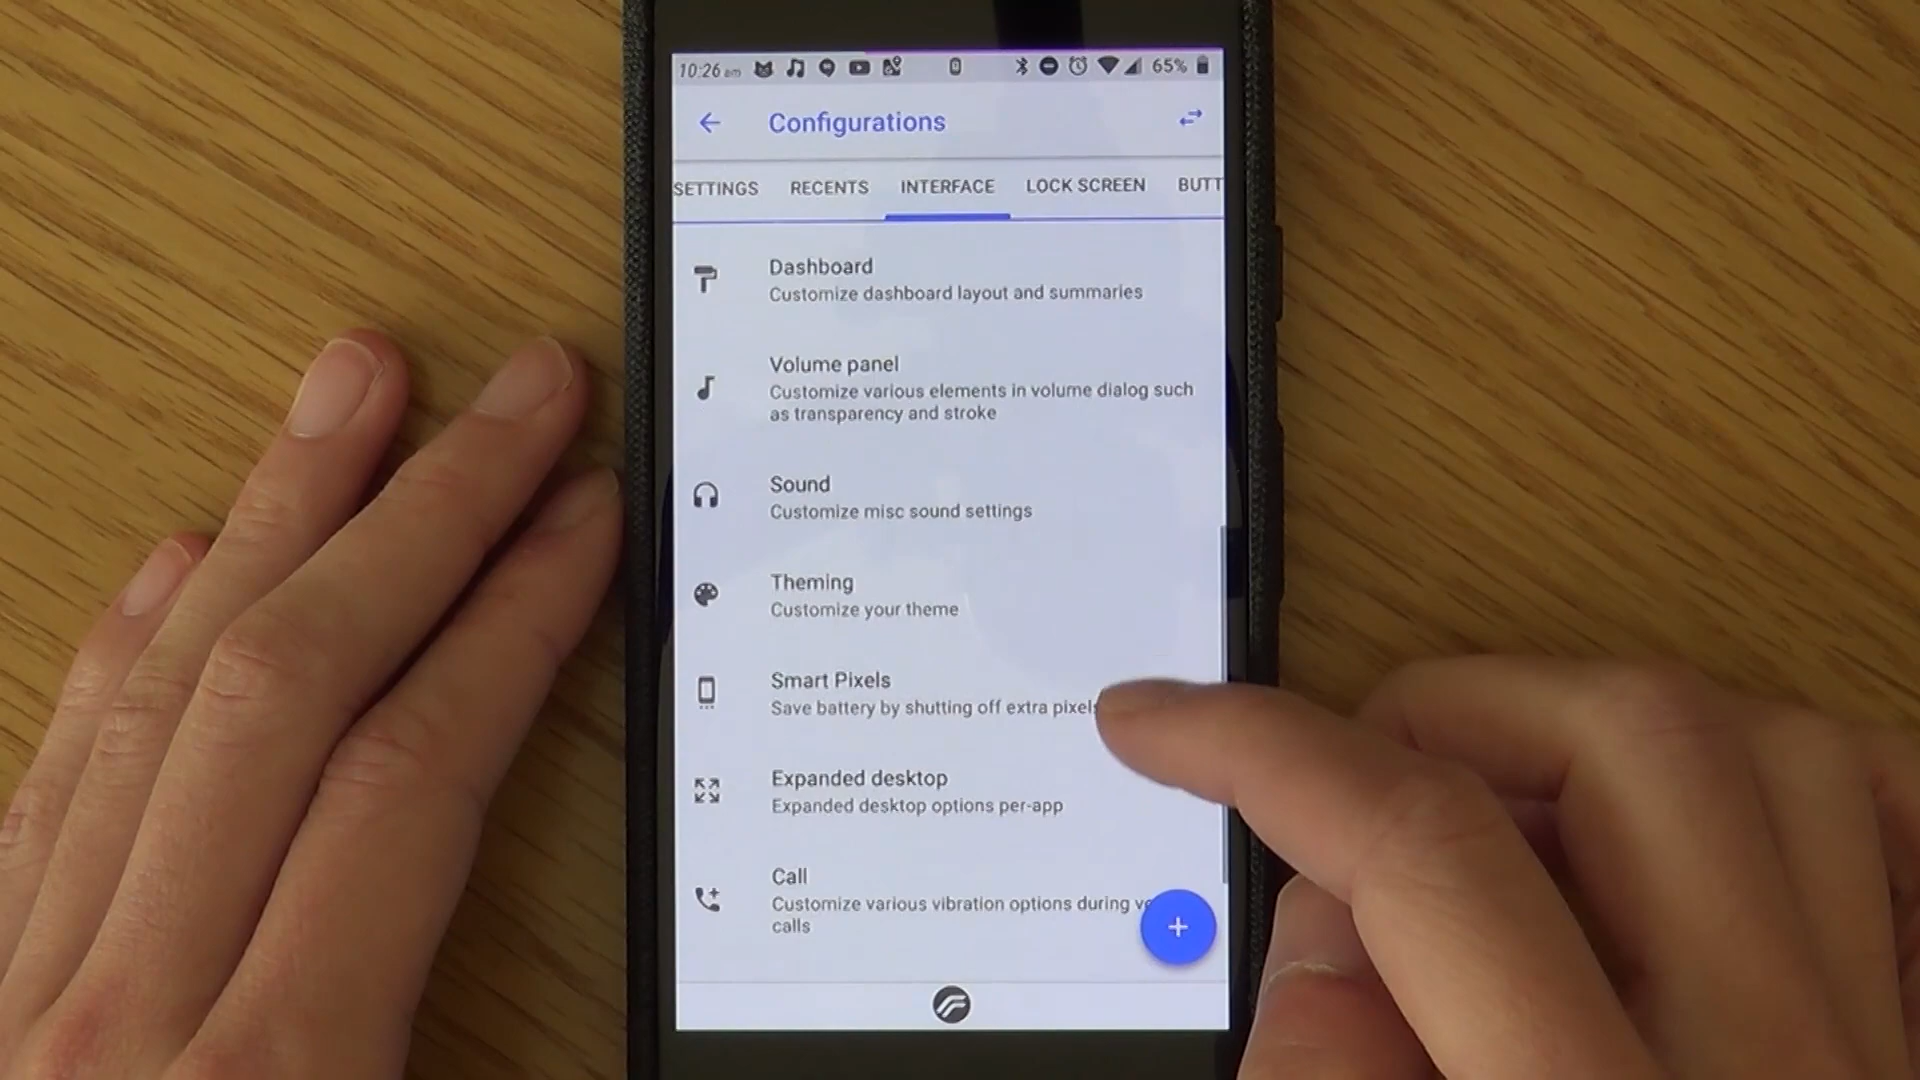 10:26 am 65%
Configurations
SETTINGS RECENTS INTERFACE LOCK SCREEN BUTT
Dashboard
Customize dashboard layout and summaries
Volume panel
Customize various elements in volume dialog such
as transparency and stroke
Sound
Customize misc sound settings
Theming
Customize your theme
Smart Pixels
Save battery by shutting off extra pixels
Expanded desktop
Expanded desktop options per-app
Call
Customize various vibration options during
calls